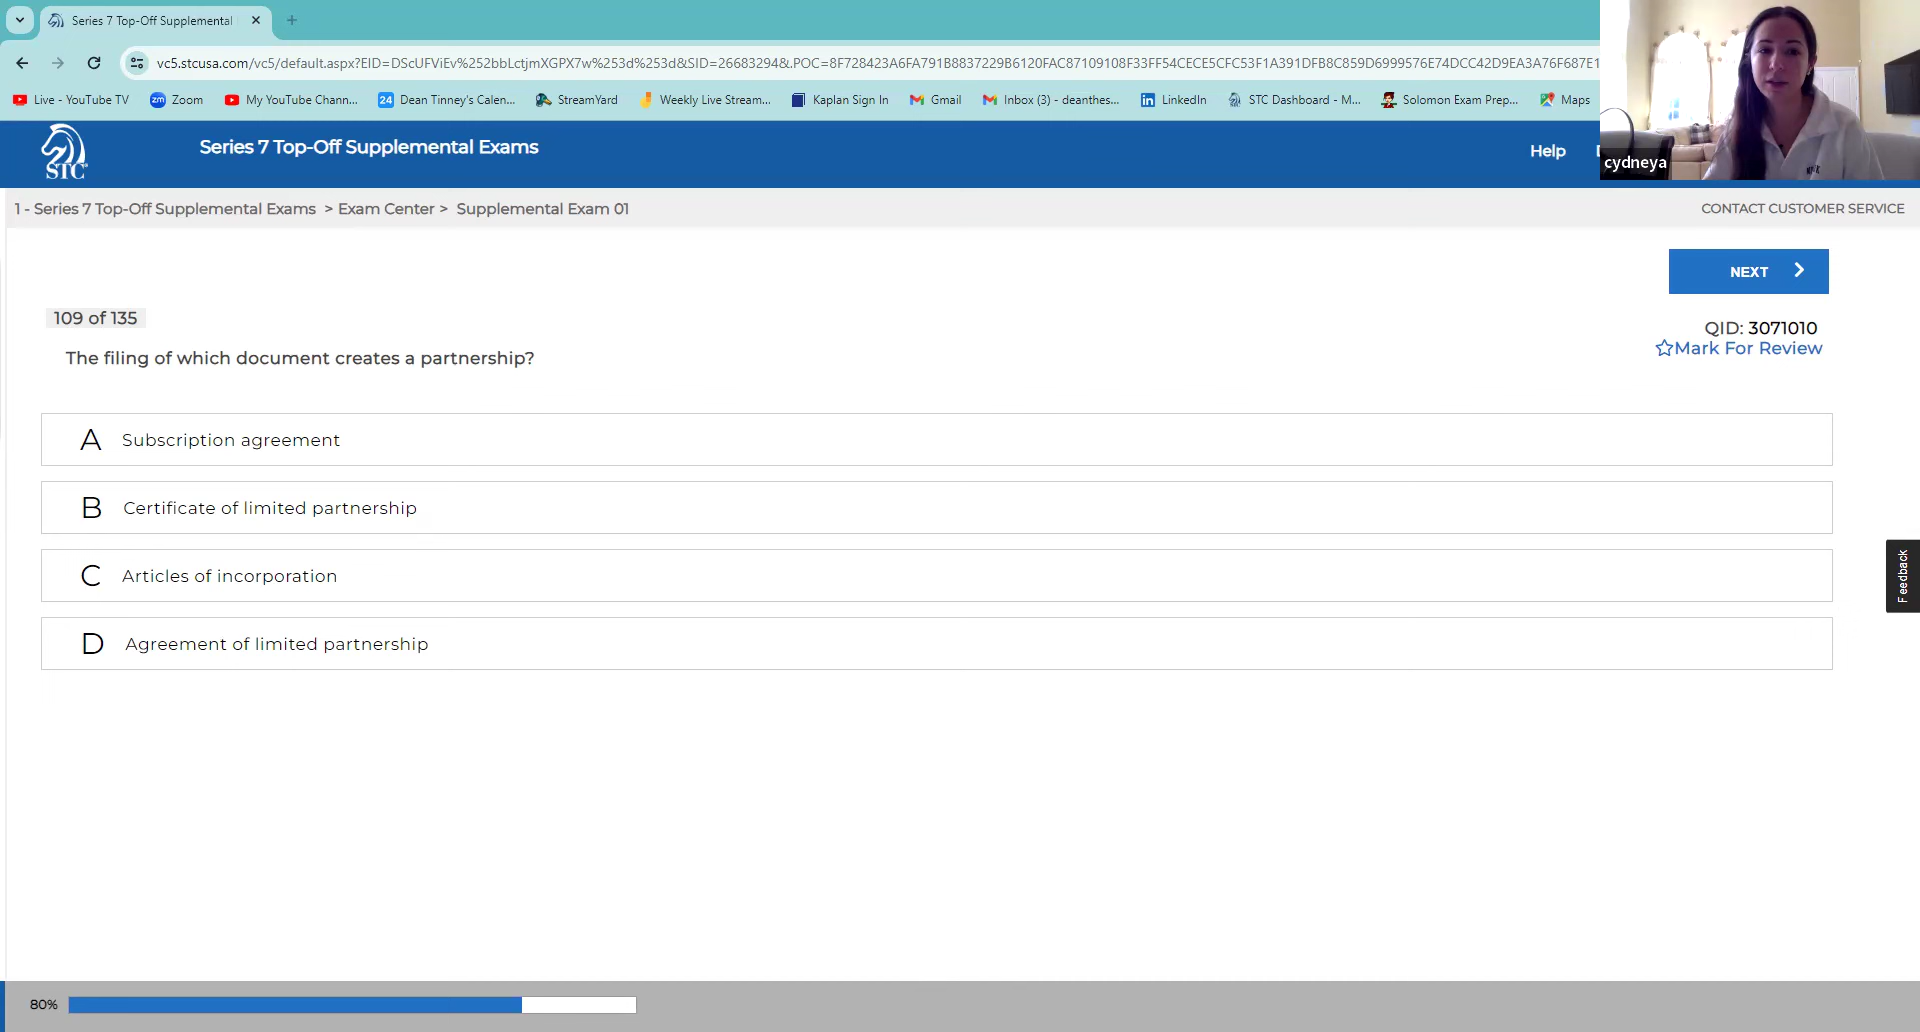 Series 7 Top-Off Supplemental
vc5.stcusa.com/vc5/default.aspx?EID=DScUFViEv%252bbLctjmXGPX7w%253d%253d&SID=26683294&.POC=8F728423A6FA791B8837229B6120FAC87109108F33FF54CECE5CFC53F1A391DFB8C859D6999576E74DCC42D9EA3A76F687E1
Live - YouTube TV
zm Zoom
My YouTube Chann...
24 Dean Tinney's Calen...
StreamYard
Weekly Live Stream...
Kaplan Sign In
Gmail
Inbox (3) - deanthes...
LinkedIn
STC Dashboard - M...
Solomon Exam Prep...
Maps
cydneya
STC
Series 7 Top-Off Supplemental Exams
Help
1 - Series 7 Top-Off Supplemental Exams > Exam Center > Supplemental Exam 01
CONTACT CUSTOMER SERVICE
NEXT
109 of 135
QID: 3071010
Mark For Review
The filing of which document creates a partnership?
A Subscription agreement
B Certificate of limited partnership
C Articles of incorporation
D Agreement of limited partnership
Feedback
80%